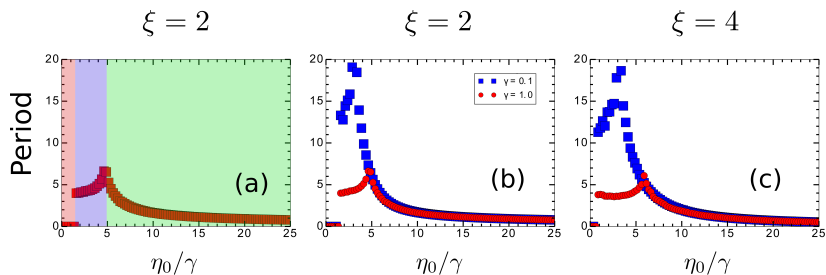 ξ = 2 ξ = 2 ξ = 4
Period
20 20 20
15 15 15
10 10 10
5 5 5
0 0 0
γ = 0.1
γ = 1.0
(a) (b) (c)
0 5 10 15 20 25 0 5 10 15 20 25 0 5 10 15 20 25
η₀/γ η₀/γ η₀/γ